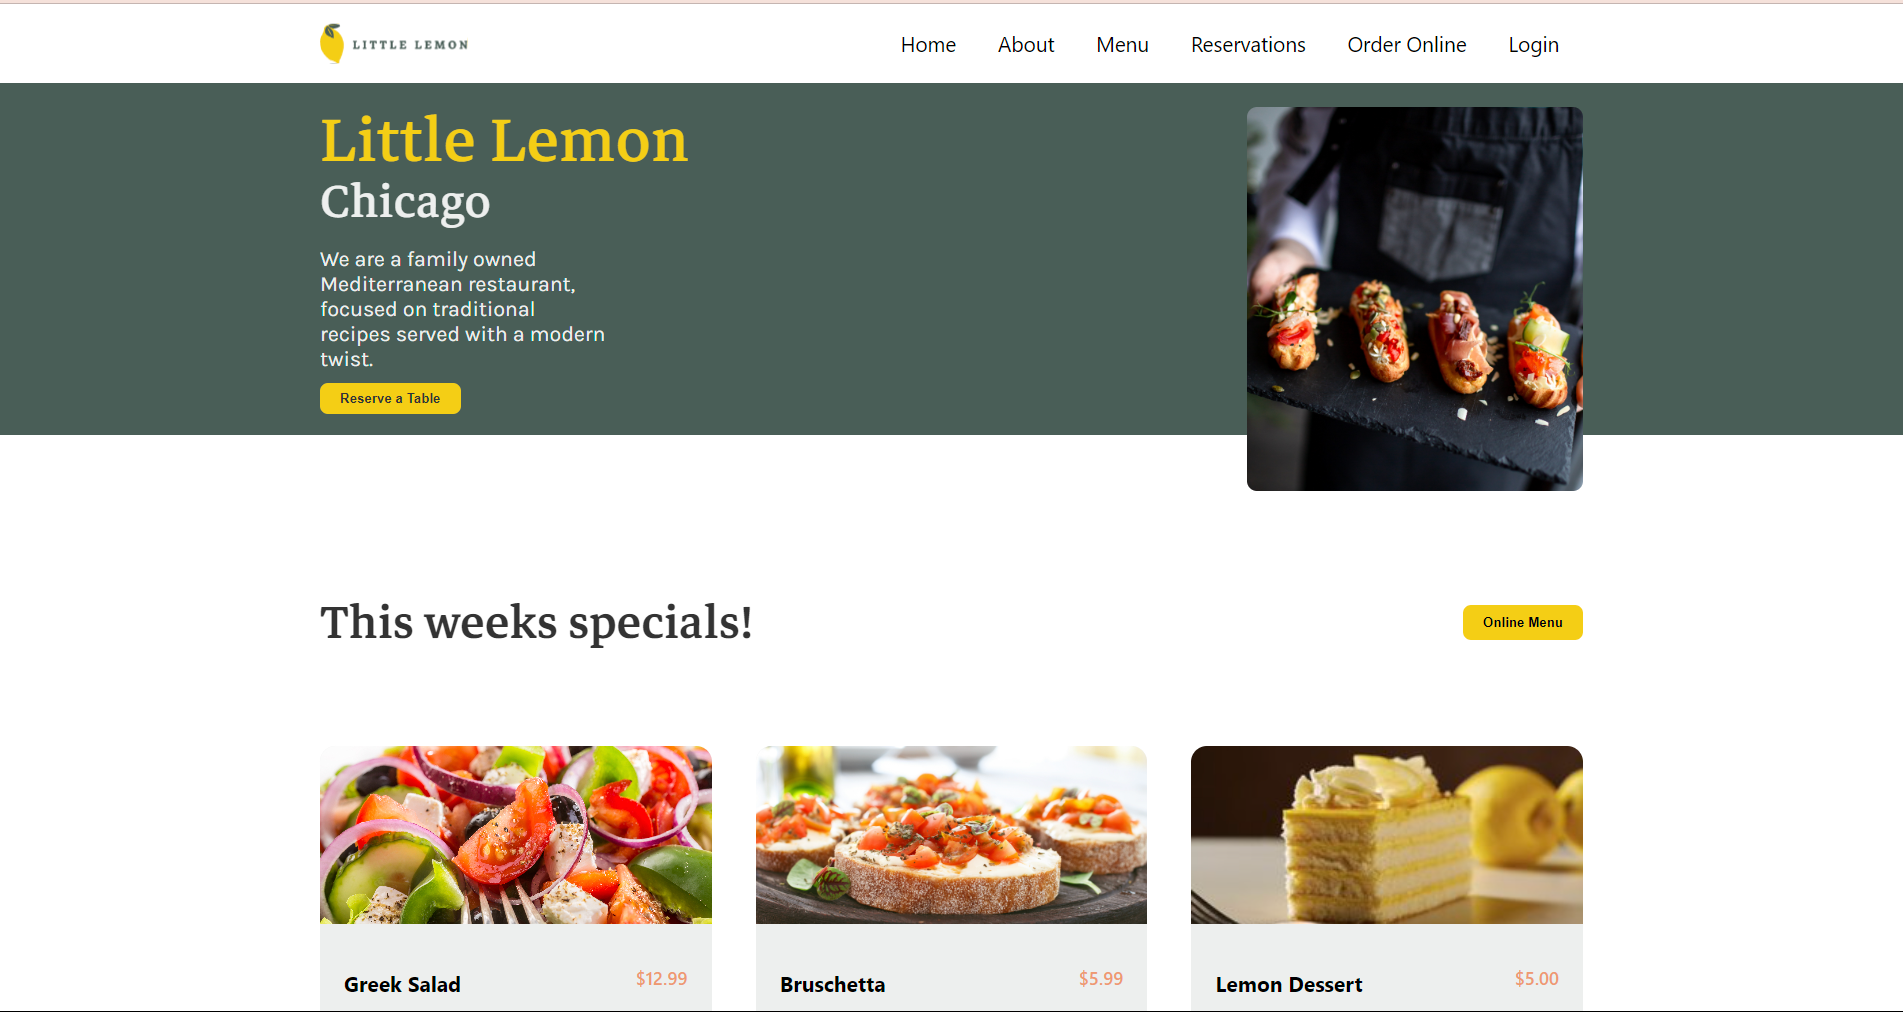 LITTLE LEMON
Home About Menu Reservations Order Online Login
Little Lemon
Chicago
We are a family owned
Mediterranean restaurant,
focused on traditional
recipes served with a modern
twist.
Reserve a Table
This weeks specials!
Online Menu
Greek Salad $12.99
Bruschetta $5.99
Lemon Dessert $5.00